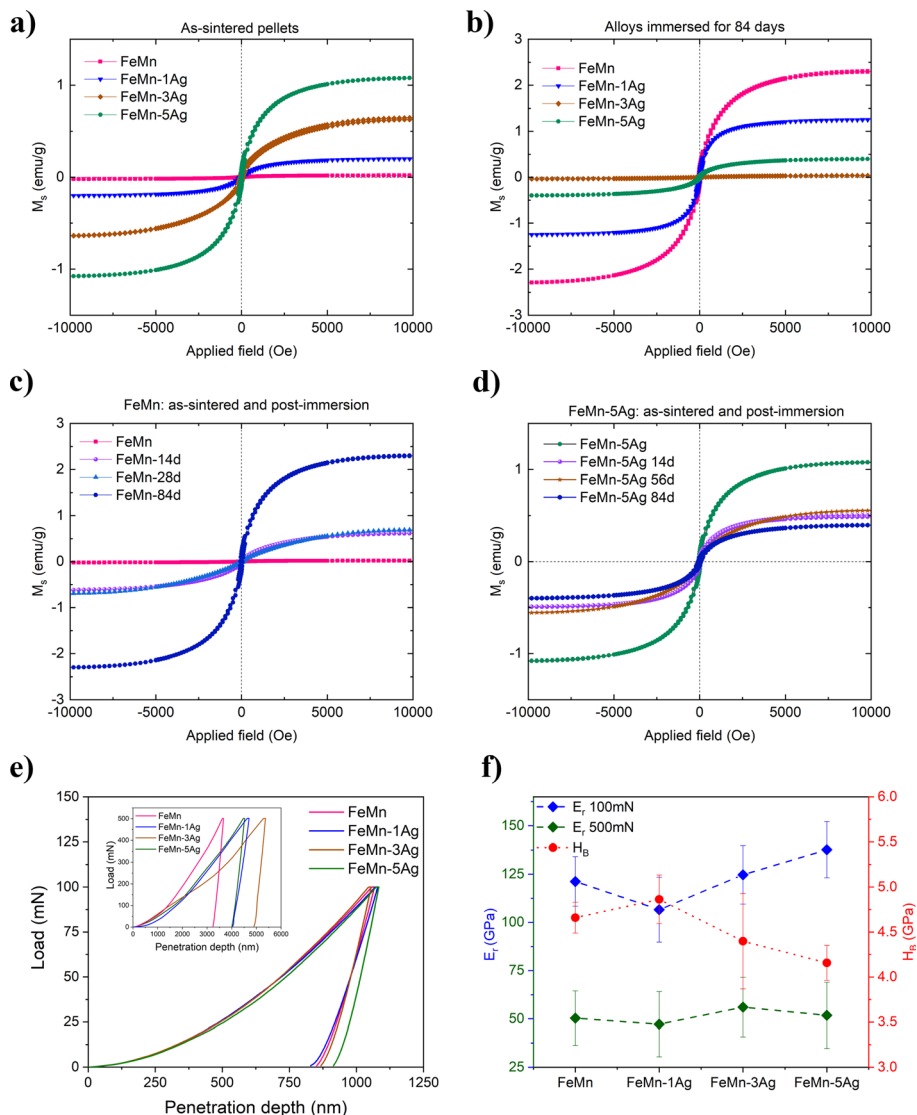 a)
As-sintered pellets
FeMn
FeMn-1Ag
FeMn-3Ag
FeMn-5Ag
1
0
-1
Ms (emu/g)
-10000 -5000 0 5000 10000
Applied field (Oe)
b)
Alloys immersed for 84 days
FeMn
FeMn-1Ag
FeMn-3Ag
FeMn-5Ag
3
2
1
0
-1
-2
-3
Ms (emu/g)
-10000 -5000 0 5000 10000
Applied field (Oe)
c)
FeMn: as-sintered and post-immersion
FeMn
FeMn-14d
FeMn-28d
FeMn-84d
3
2
1
0
-1
-2
-3
Ms (emu/g)
-10000 -5000 0 5000 10000
Applied field (Oe)
d)
FeMn-5Ag: as-sintered and post-immersion
FeMn-5Ag
FeMn-5Ag 14d
FeMn-5Ag 56d
FeMn-5Ag 84d
1
0
-1
Ms (emu/g)
-10000 -5000 0 5000 10000
Applied field (Oe)
e)
150
125
100
75
50
25
0
Load (mN)
FeMn
FeMn-1Ag
FeMn-3Ag
FeMn-5Ag
500
400
300
200
100
0
Load (mN)
FeMn
FeMn-1Ag
FeMn-3Ag
FeMn-5Ag
0 1000 2000 3000 4000 5000 6000
Penetration depth (nm)
0 250 500 750 1000 1250
Penetration depth (nm)
f)
Er 100mN
Er 500mN
HB
150
125
100
75
50
25
Er (GPa)
6.0
5.5
5.0
4.5
4.0
3.5
3.0
HB (GPa)
FeMn FeMn-1Ag FeMn-3Ag FeMn-5Ag